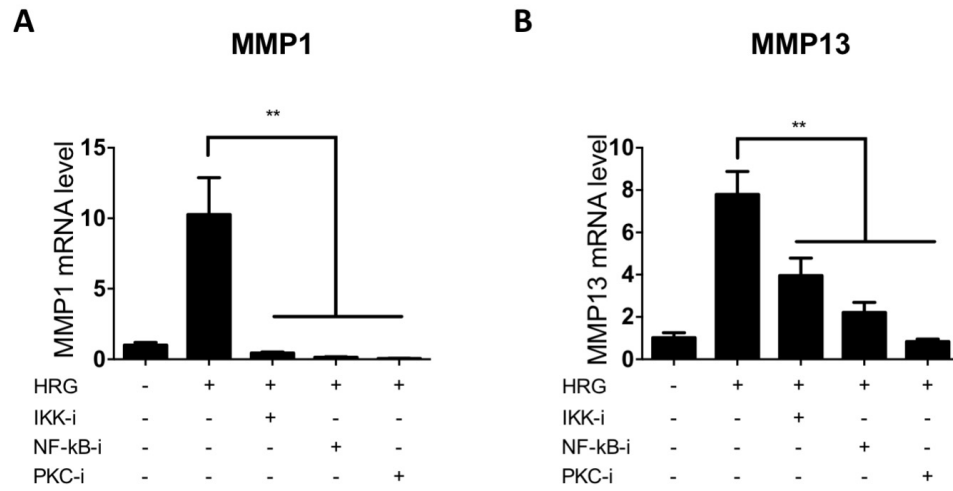 A
MMP1
**
MMP1 mRNA level
15
10
5
0
HRG - + + + +
IKK-i - - + - -
NF-kB-i - - - + -
PKC-i - - - - +
B
MMP13
**
MMP13 mRNA level
10
8
6
4
2
0
HRG - + + + +
IKK-i - - + - -
NF-kB-i - - - + -
PKC-i - - - - +